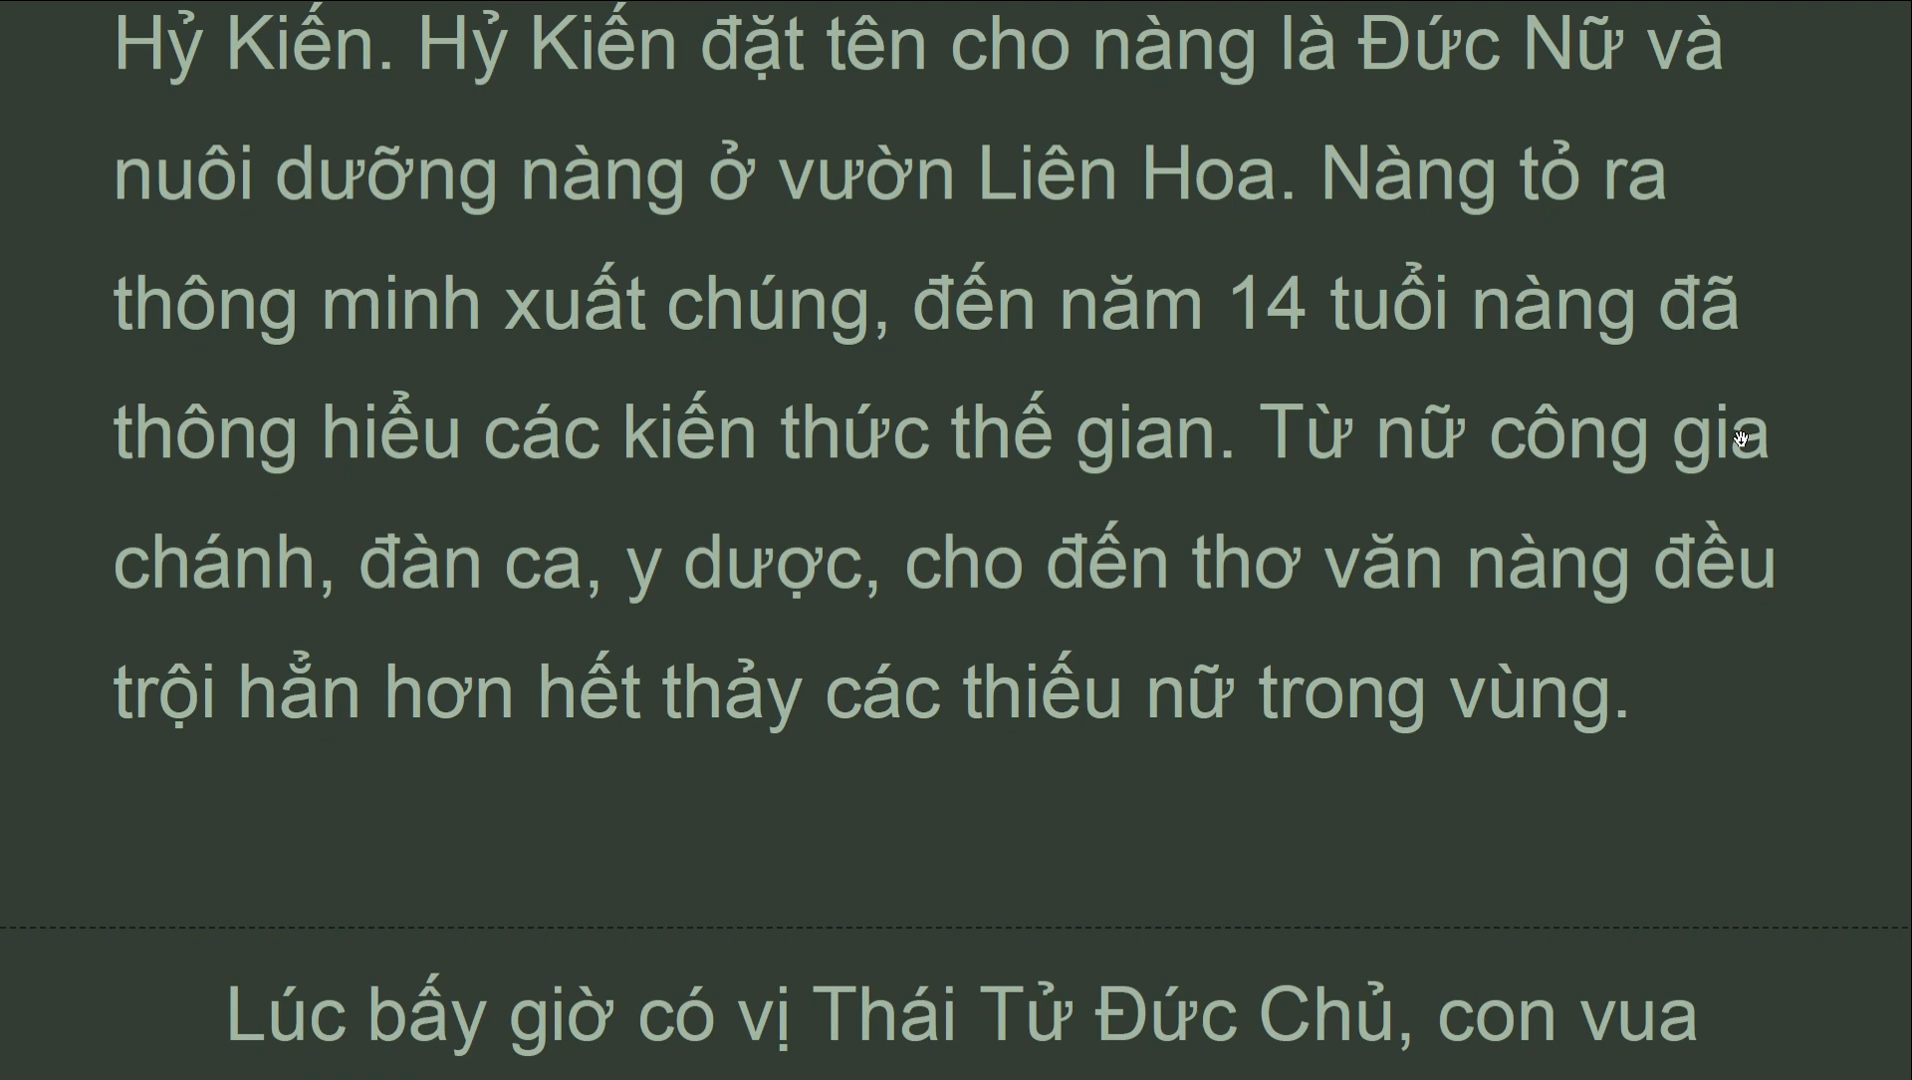 Hỷ Kiến. Hỷ Kiến đặt tên cho nàng là Đức Nữ và
nuôi dưỡng nàng ở vườn Liên Hoa. Nàng tỏ ra
thông minh xuất chúng, đến năm 14 tuổi nàng đã
thông hiểu các kiến thức thế gian. Từ nữ công gia
chánh, đàn ca, y dược, cho đến thơ văn nàng đều
trội hẳn hơn hết thảy các thiếu nữ trong vùng.
Lúc bấy giờ có vị Thái Tử Đức Chủ, con vua